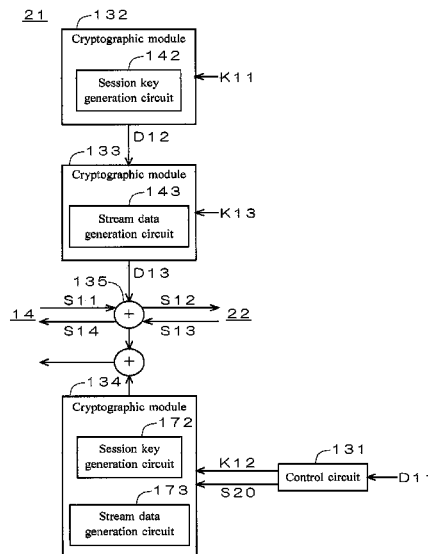 21
132
Cryptographic module
142
Session key
generation circuit
K11
D12
133
Cryptographic module
143
Stream data
generation circuit
K13
D13
135
S11
S12
+
14
S14
S13
22
+
134
Cryptographic module
172
Session key
generation circuit
K12
131
Control circuit
D11
S20
173
Stream data
generation circuit